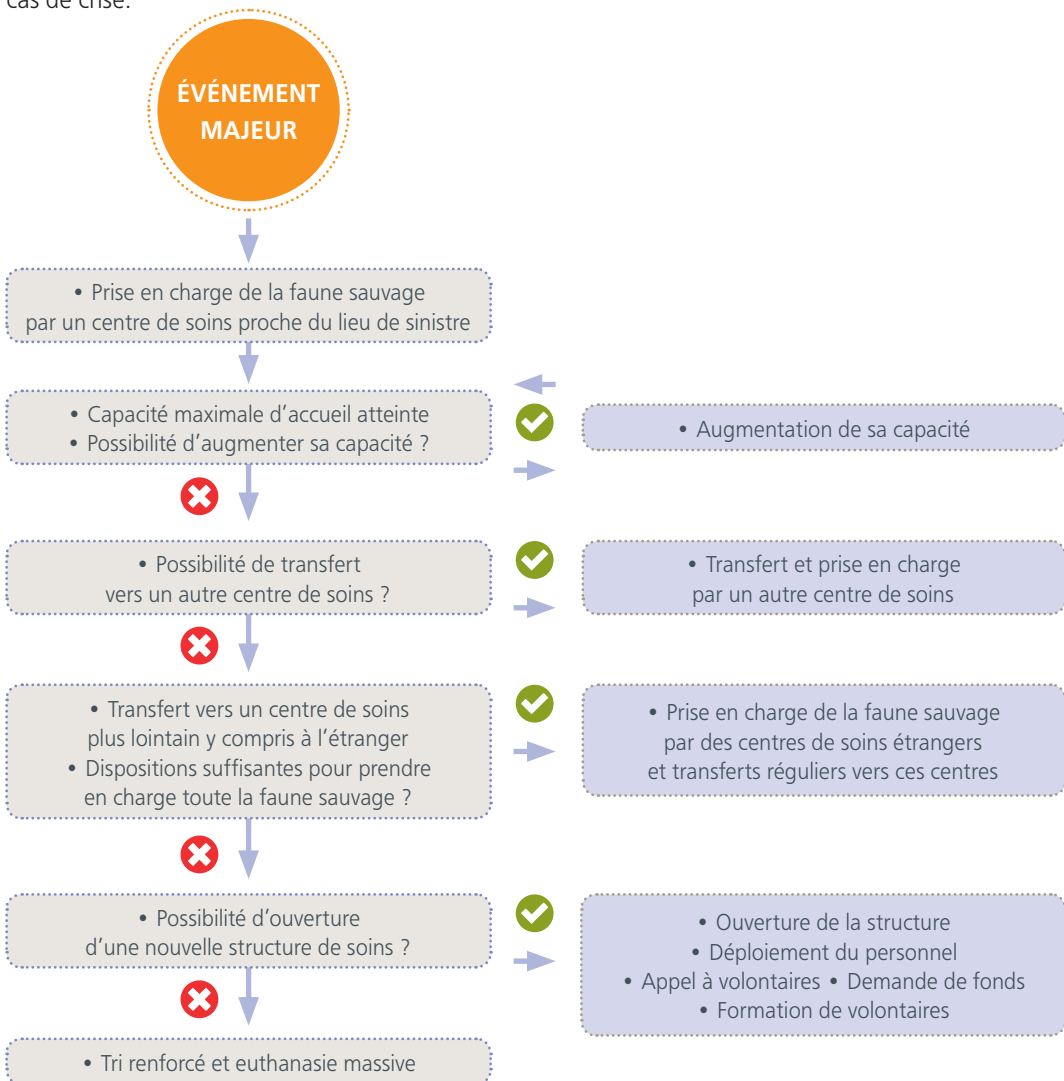 cas de crise.
ÉVÉNEMENT
MAJEUR
• Prise en charge de la faune sauvage
par un centre de soins proche du lieu de sinistre
• Capacité maximale d'accueil atteinte
• Possibilité d'augmenter sa capacité ?
• Augmentation de sa capacité
• Possibilité de transfert
vers un autre centre de soins ?
• Transfert et prise en charge
par un autre centre de soins
• Transfert vers un centre de soins
plus lointain y compris à l'étranger
• Dispositions suffisantes pour prendre
en charge toute la faune sauvage ?
• Prise en charge de la faune sauvage
par des centres de soins étrangers
et transferts réguliers vers ces centres
• Possibilité d'ouverture
d'une nouvelle structure de soins ?
• Ouverture de la structure
• Déploiement du personnel
• Appel à volontaires • Demande de fonds
• Formation de volontaires
• Tri renforcé et euthanasie massive